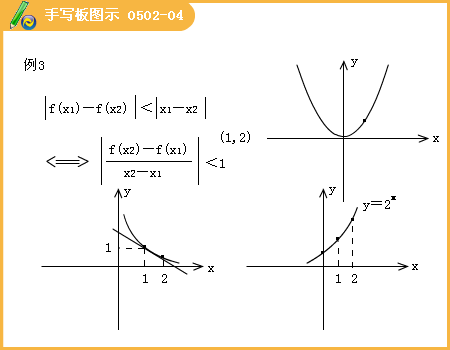 手写板图示 0502-04
例3
y
|f(x₁)-f(x₂)|<|x₁-x₂|
(1,2)
x
<=> |f(x₂)-f(x₁)/x₂-x₁|<1
y
y
y=2ˣ
1
x
x
1 2
1 2